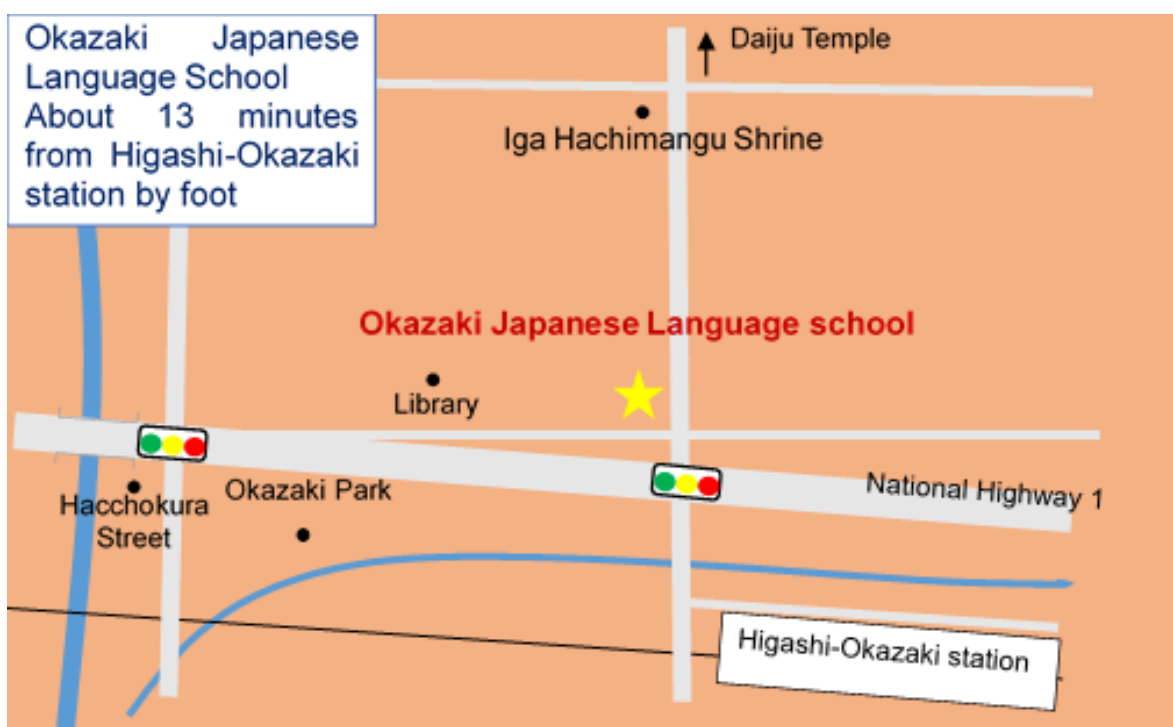 Okazaki Japanese
Language School
About 13 minutes
from Higashi-Okazaki
station by foot
Daiju Temple
Iga Hachimangu Shrine
Okazaki Japanese Language school
Library
Okazaki Park
National Highway 1
Hacchokura
Street
Higashi-Okazaki station